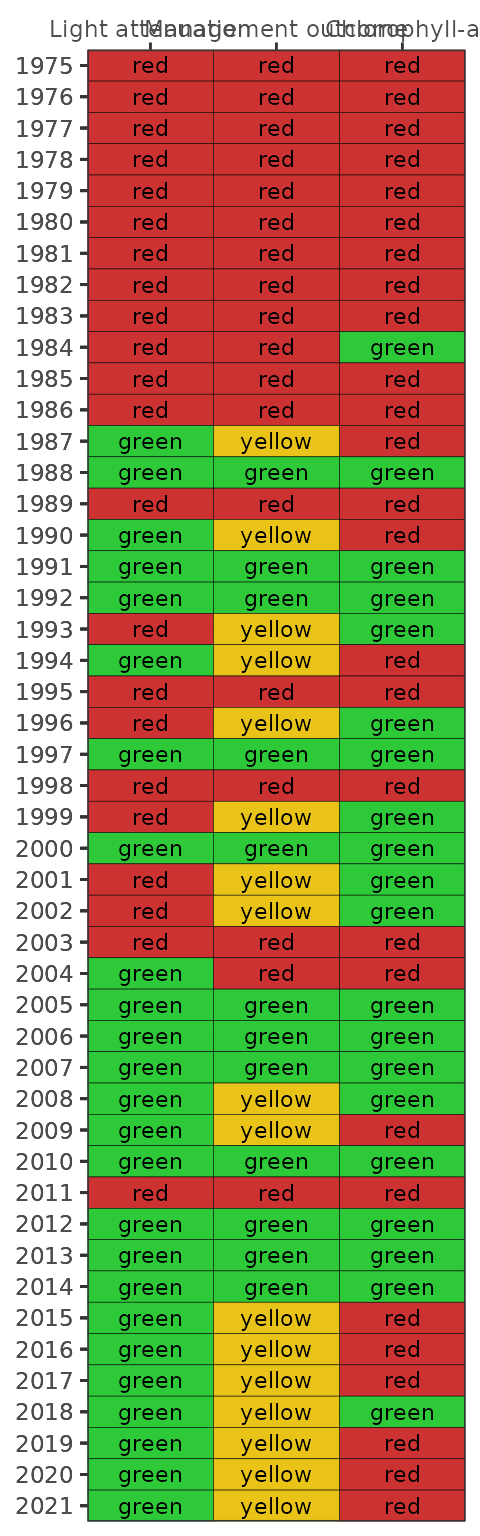 Light attenuation Management outcome Chlorophyll-a
1975 red red red
1976 red red red
1977 red red red
1978 red red red
1979 red red red
1980 red red red
1981 red red red
1982 red red red
1983 red red red
1984 red red green
1985 red red red
1986 red red red
1987 green yellow red
1988 green green green
1989 red red red
1990 green yellow red
1991 green green green
1992 green green green
1993 red yellow green
1994 green yellow red
1995 red red red
1996 red yellow green
1997 green green green
1998 red red red
1999 red yellow green
2000 green green green
2001 red yellow green
2002 red yellow green
2003 red red red
2004 green red red
2005 green green green
2006 green green green
2007 green green green
2008 green yellow green
2009 green yellow red
2010 green green green
2011 red red red
2012 green green green
2013 green green green
2014 green green green
2015 green yellow red
2016 green yellow red
2017 green yellow red
2018 green yellow green
2019 green yellow red
2020 green yellow red
2021 green yellow red